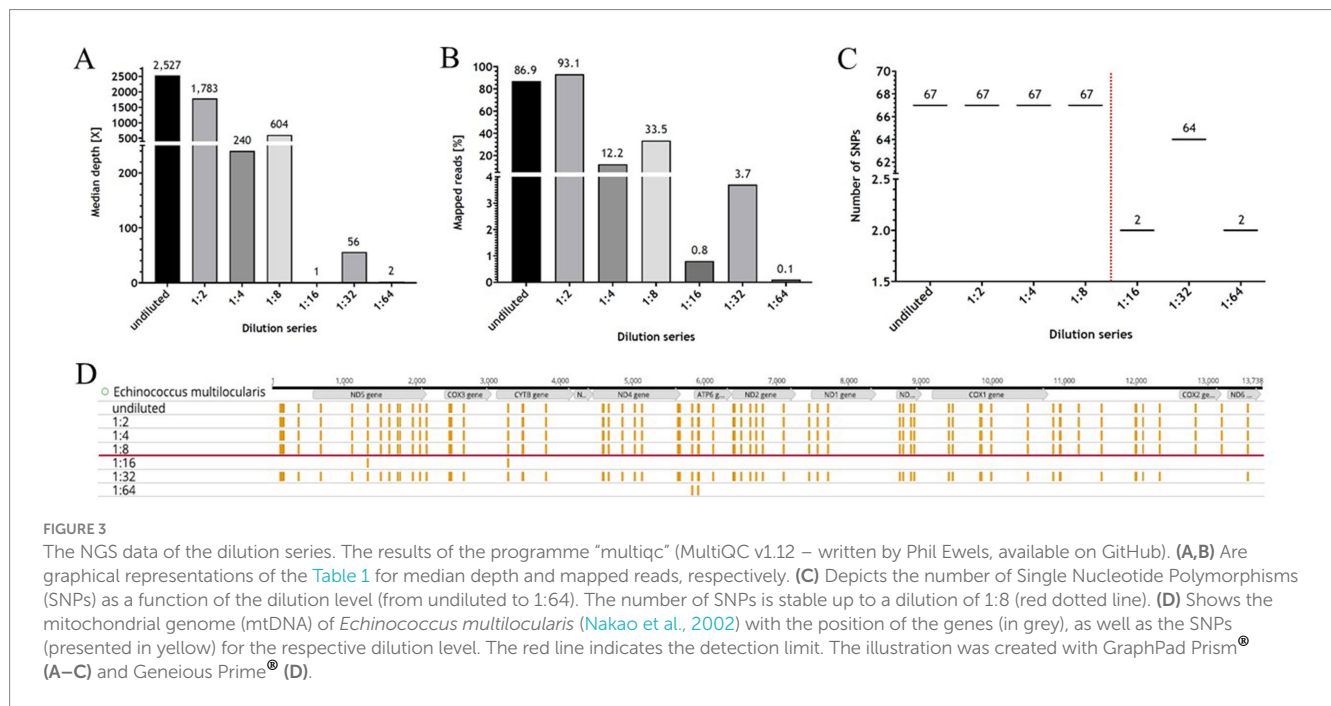 A
2,527
2500
2000
1500
1000
500
200
100
0
1,783
240
604
1
56
2
Median depth [X]
undiluted
1:2
1:4
1:8
1:16
1:32
1:64
Dilution series
B
100
80
60
40
20
4
3
2
1
0
86.9
93.1
12.2
33.5
0.8
3.7
0.1
Mapped reads [%]
undiluted
1:2
1:4
1:8
1:16
1:32
1:64
Dilution series
C
70
68
66
64
62
2.5
2.0
1.5
67
67
67
67
2
64
2
Number of SNPs
undiluted
1:2
1:4
1:8
1:16
1:32
1:64
Dilution series
D
1 1,000 2,000 3,000 4,000 5,000 6,000 7,000 8,000 9,000 10,000 11,000 12,000 13,000 13,738
Echinococcus multilocularis
ND5 gene COX3 gene CYTB gene N... ND4 gene ATP6 g... ND2 gene ND1 gene ND... COX1 gene COX2 ge... ND6 ...
undiluted
1:2
1:4
1:8
1:16
1:32
1:64
FIGURE 3
The NGS data of the dilution series. The results of the programme “multiqc” (MultiQC v1.12 – written by Phil Ewels, available on GitHub). (A,B) Are
graphical representations of the Table 1 for median depth and mapped reads, respectively. (C) Depicts the number of Single Nucleotide Polymorphisms
(SNPs) as a function of the dilution level (from undiluted to 1:64). The number of SNPs is stable up to a dilution of 1:8 (red dotted line). (D) Shows the
mitochondrial genome (mtDNA) of Echinococcus multilocularis (Nakao et al., 2002) with the position of the genes (in grey), as well as the SNPs
(presented in yellow) for the respective dilution level. The red line indicates the detection limit. The illustration was created with GraphPad Prism®
(A–C) and Geneious Prime® (D).